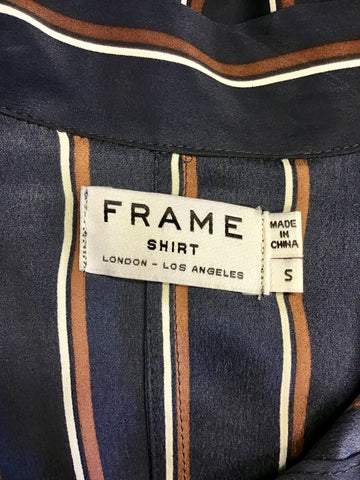 FRAME
SHIRT
LONDON - LOS ANGELES
MADE
IN
CHINA
S